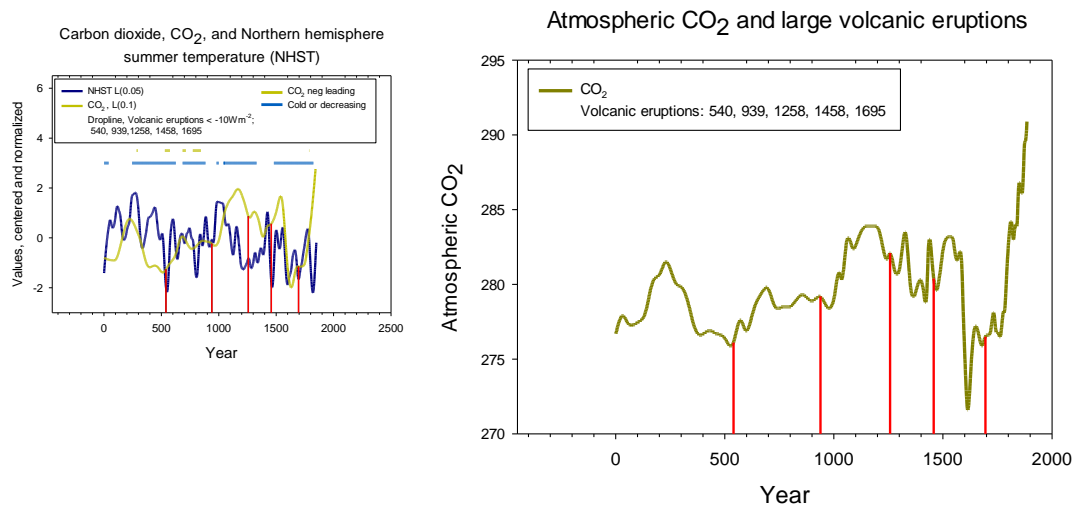 Carbon dioxide, CO2, and Northern hemisphere
summer temperature (NHST)
NHST L(0.05)
CO2, L(0.1)
CO2 neg leading
Cold or decreasing
Dropline, Volcanic eruptions < -10Wm-2;
540, 939,1258, 1458, 1695
Values, centered and normalized
6
4
2
0
-2
0
500
1000
1500
2000
2500
Year
Atmospheric CO2 and large volcanic eruptions
CO2
Volcanic eruptions: 540, 939, 1258, 1458, 1695
Atmospheric CO2
295
290
285
280
275
270
0
500
1000
1500
2000
Year